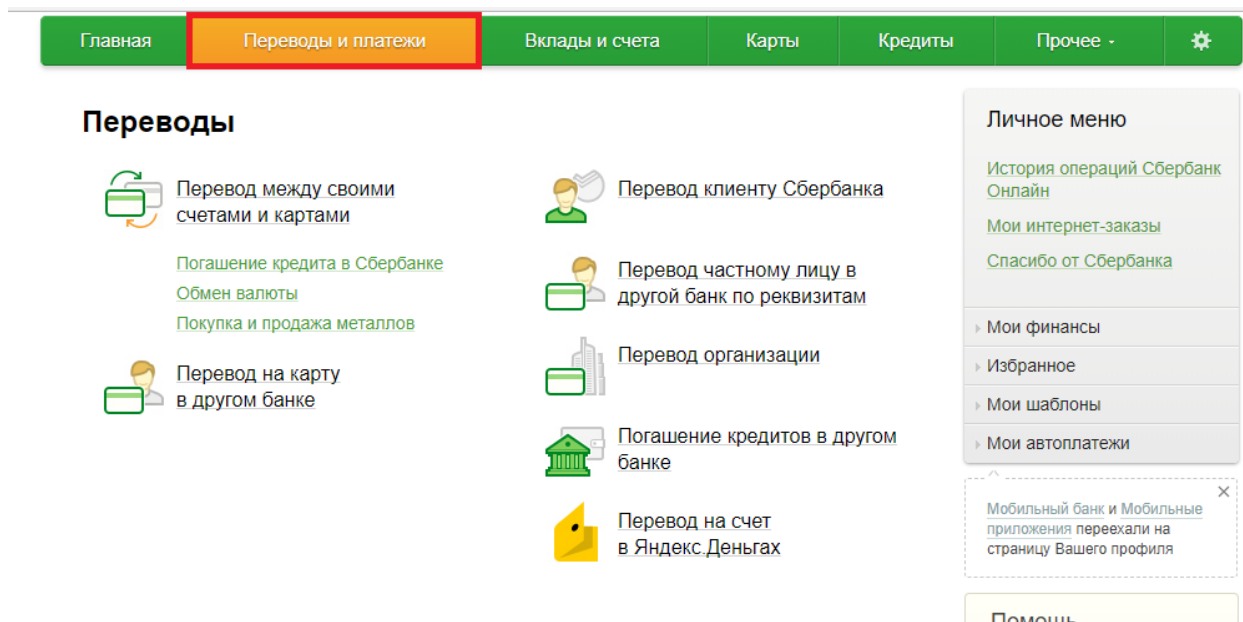 Главная
Переводы и платежи
Вклады и счета
Карты
Кредиты
Прочее
Переводы
Перевод между своими
счетами и картами
Погашение кредита в Сбербанке
Обмен валюты
Покупка и продажа металлов
Перевод на карту
в другом банке
Перевод клиенту Сбербанка
Перевод частному лицу в
другой банк по реквизитам
Перевод организации
Погашение кредитов в другом
банке
Перевод на счет
в Яндекс.Деньгах
Личное меню
История операций Сбербанк
Онлайн
Мои интернет-заказы
Спасибо от Сбербанка
Мои финансы
Избранное
Мои шаблоны
Мои автоплатежи
Мобильный банк и Мобильные
приложения переехали на
страницу Вашего профиля
Помощь